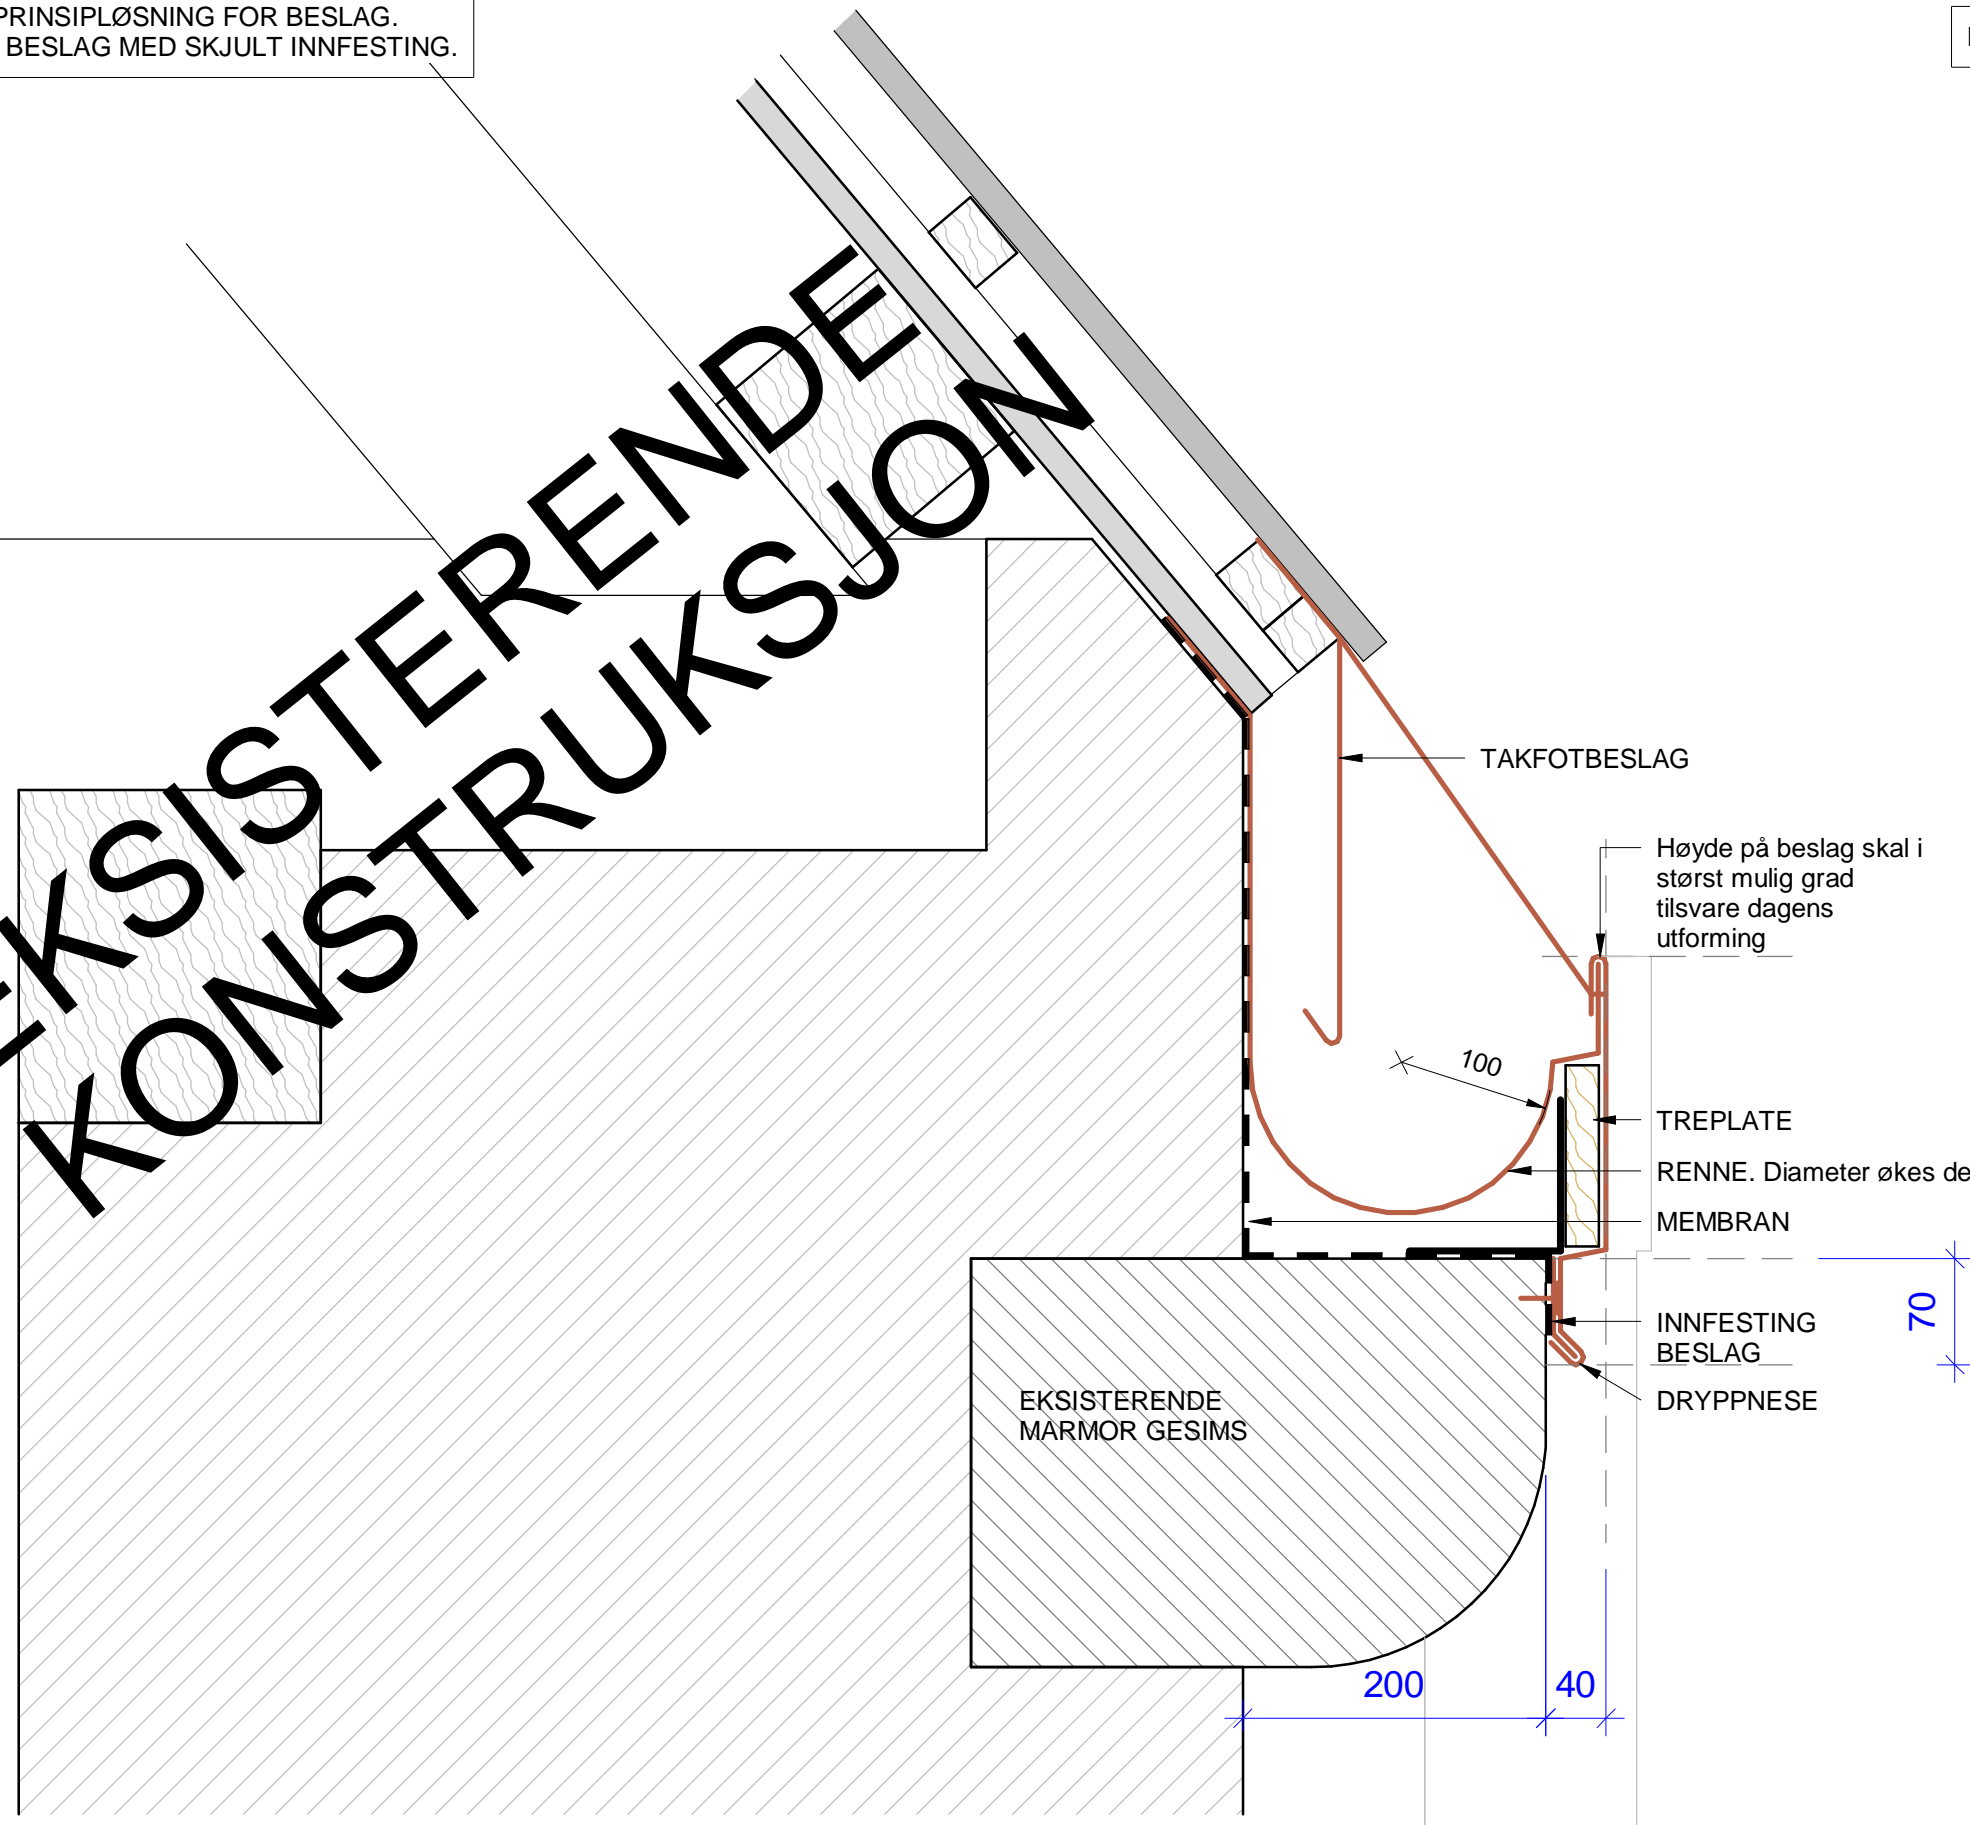 PRINSIPLØSNING FOR BESLAG.
BESLAG MED SKJULT INNFESTING.
EKSISTERENDE
KONSTRUKSJON
TAKFOTBESLAG
Høyde på beslag skal i
størst mulig grad
tilsvare dagens
utforming
100
TREPLATE
RENNE. Diameter økes de
MEMBRAN
70
INNFESTING
BESLAG
DRYPPNESE
EKSISTERENDE
MARMOR GESIMS
200
40